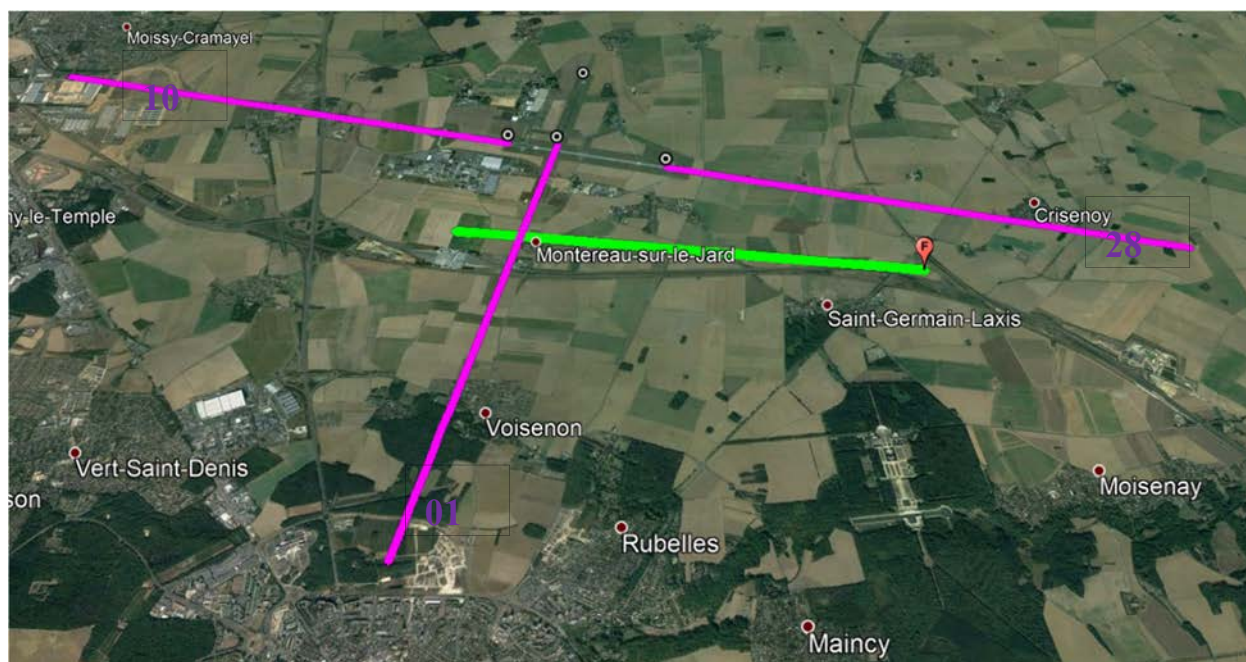 Moissy-Cramayel
10
ny-le-Temple
Crisenoy
28
F
Montereau-sur-le-Jard
Saint-Germain-Laxis
Voisenon
Vert-Saint-Denis
Moisenay
son
01
Rubelles
Maincy